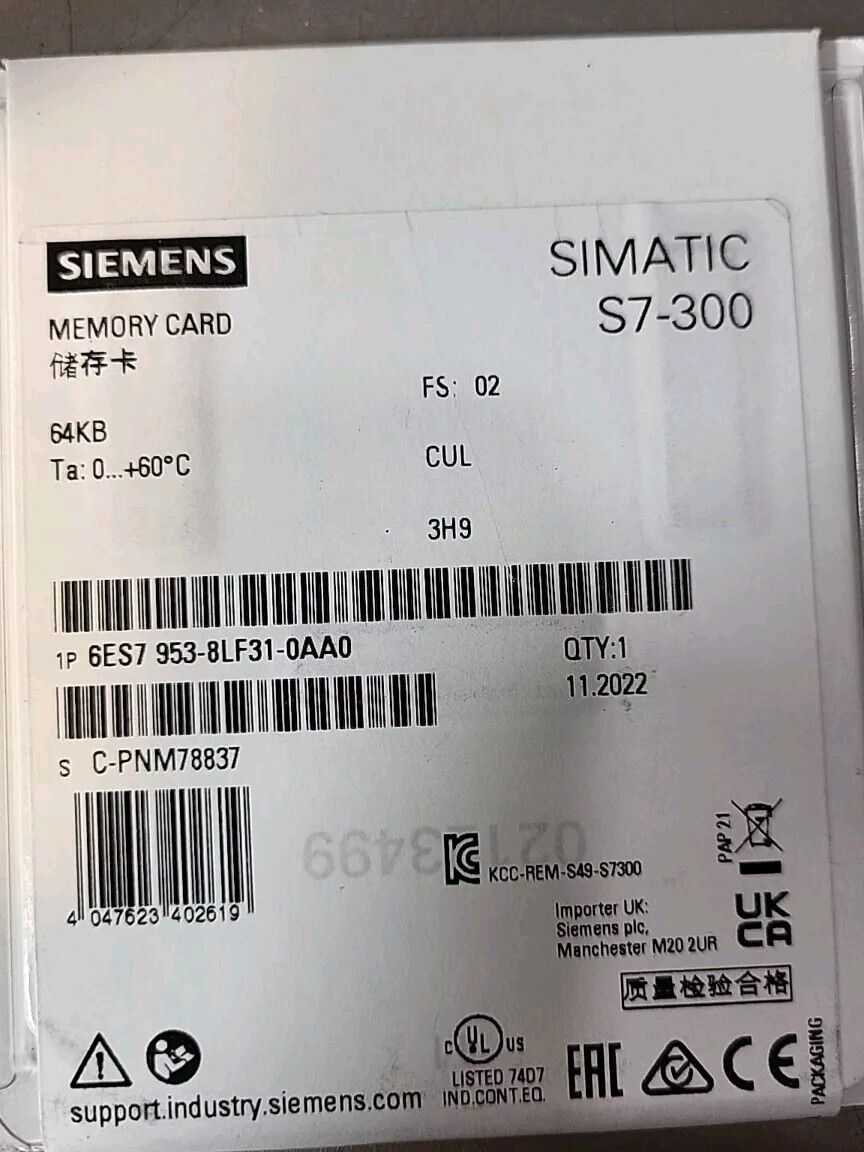 SIEMENS
SIMATIC
S7-300
MEMORY CARD
储存卡
FS: 02
64KB
Ta: 0...+60°C
CUL
3H9
1P 6ES7 953-8LF31-0AA0
QTY:1
11.2022
S C-PNM78837
02123499
PAP 21
KCC-REM-S49-S7300
4 047623 402619
Importer UK:
Siemens plc,
Manchester M20 2UR
UK
CA
质量检验合格
c UL us
LISTED 74D7
IND.CONT.EQ.
EAC
CE
PACKAGING
support.industry.siemens.com